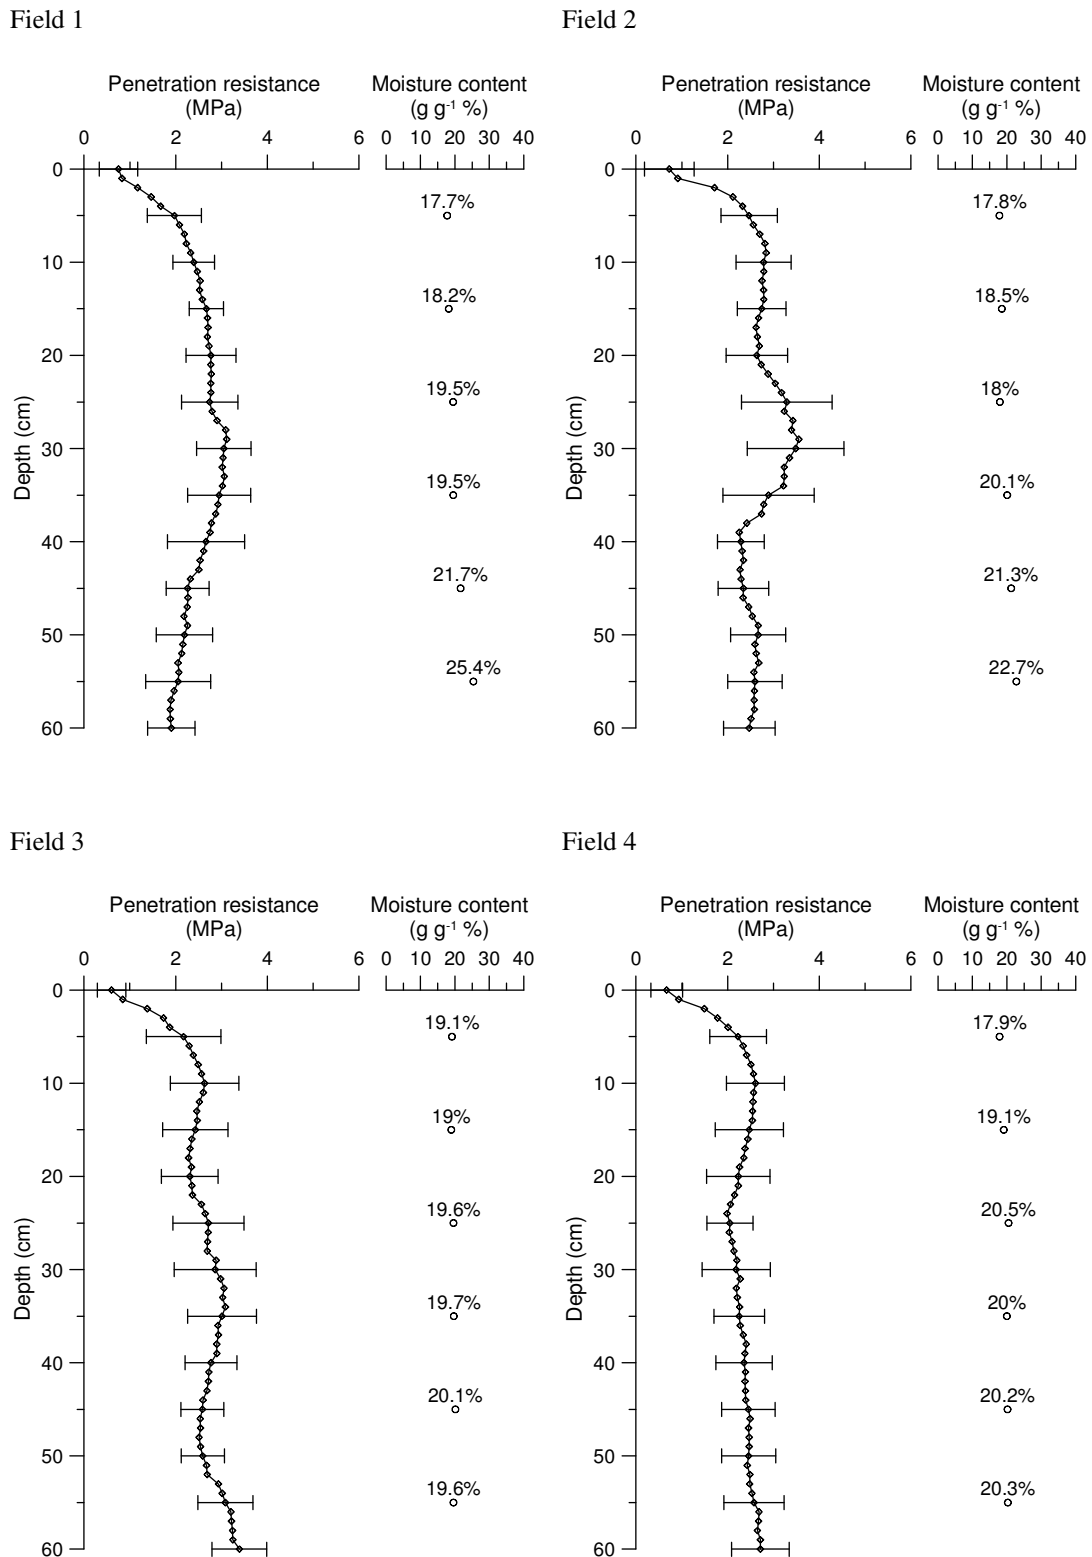 Field 1
Penetration resistance
(MPa)
Moisture content
(g g⁻¹ %)
0 2 4 6
0 10 20 30 40
0
10
20
30
40
50
60
Depth (cm)
17.7%
18.2%
19.5%
19.5%
21.7%
25.4%
Field 2
Penetration resistance
(MPa)
Moisture content
(g g⁻¹ %)
0 2 4 6
0 10 20 30 40
0
10
20
30
40
50
60
Depth (cm)
17.8%
18.5%
18%
20.1%
21.3%
22.7%
Field 3
Penetration resistance
(MPa)
Moisture content
(g g⁻¹ %)
0 2 4 6
0 10 20 30 40
0
10
20
30
40
50
60
Depth (cm)
19.1%
19%
19.6%
19.7%
20.1%
19.6%
Field 4
Penetration resistance
(MPa)
Moisture content
(g g⁻¹ %)
0 2 4 6
0 10 20 30 40
0
10
20
30
40
50
60
Depth (cm)
17.9%
19.1%
20.5%
20%
20.2%
20.3%